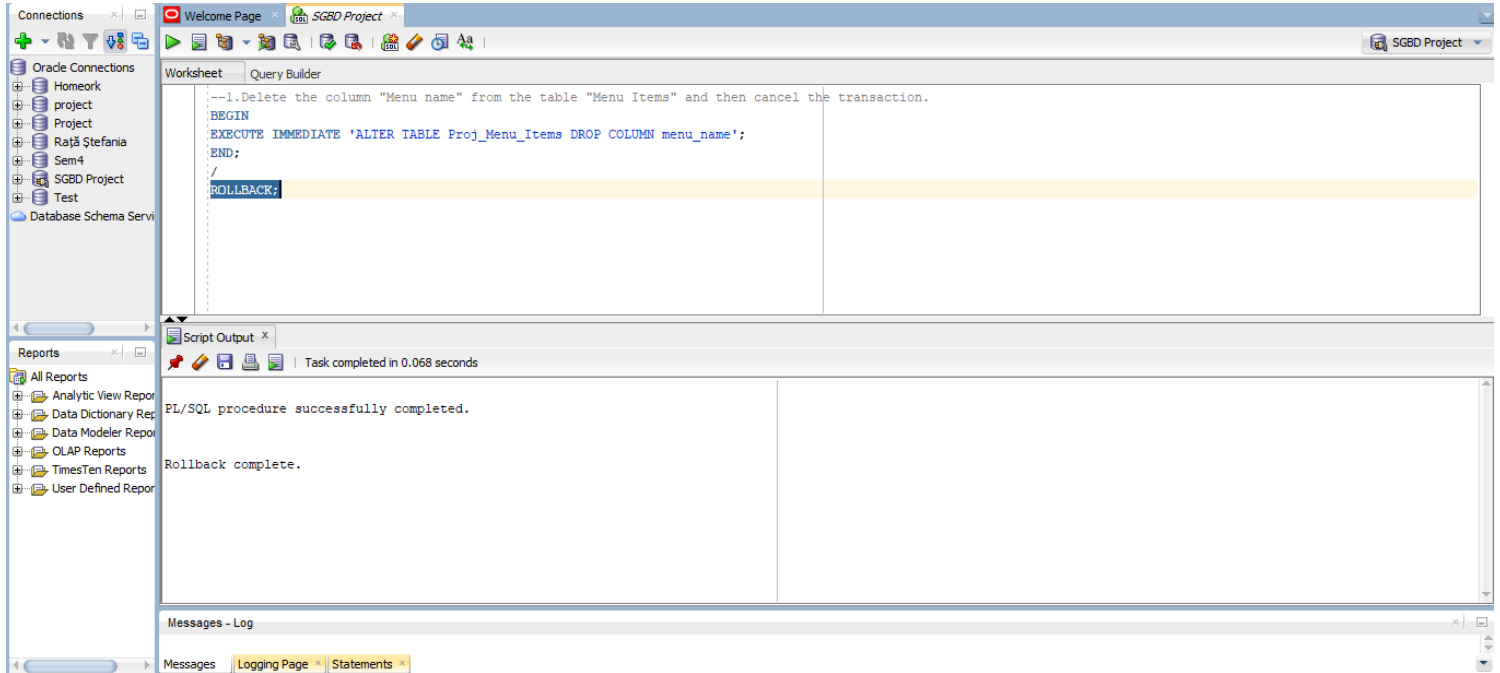 Connections
Welcome Page
SGBD Project
SGBD Project
Oracle Connections
Homeork
project
Project
Rață Ștefania
Sem4
SGBD Project
Test
Database Schema Servi
Worksheet
Query Builder
--1.Delete the column "Menu name" from the table "Menu Items" and then cancel the transaction.
BEGIN
EXECUTE IMMEDIATE 'ALTER TABLE Proj_Menu_Items DROP COLUMN menu_name';
END;
/
ROLLBACK;
Script Output
Task completed in 0.068 seconds
PL/SQL procedure successfully completed.
Rollback complete.
Reports
All Reports
Analytic View Repor
Data Dictionary Rep
Data Modeler Repor
OLAP Reports
TimesTen Reports
User Defined Repor
Messages - Log
Messages
Logging Page
Statements